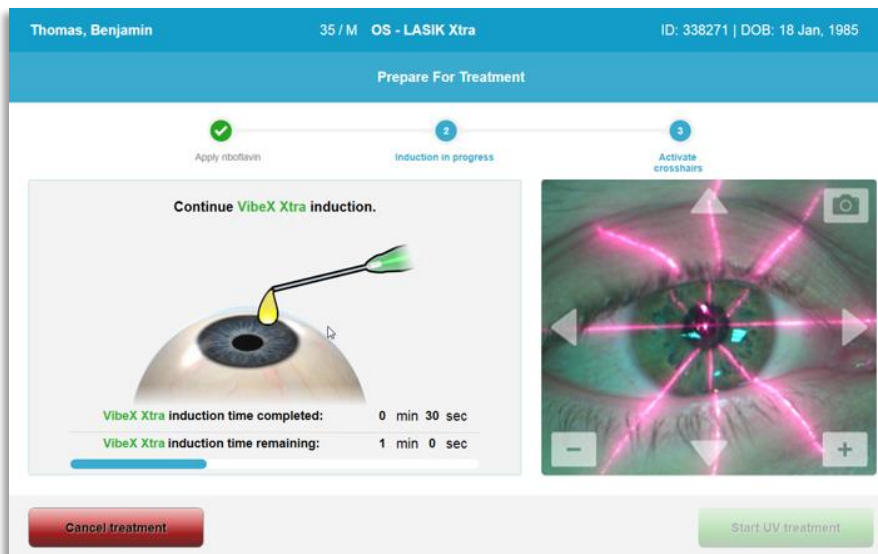 Thomas, Benjamin 35 / M OS - LASIK Xtra ID: 338271 | DOB: 18 Jan, 1985
Prepare For Treatment
2 3
Apply riboflavin Induction in progress Activate
crosshairs
Continue VibeX Xtra induction.
VibeX Xtra induction time completed: 0 min 30 sec
VibeX Xtra induction time remaining: 1 min 0 sec
Cancel treatment Start UV treatment